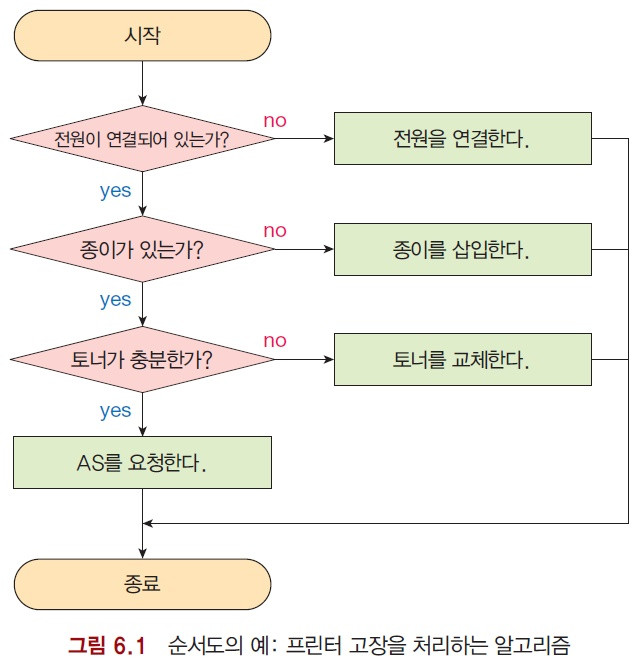 시작
전원이 연결되어 있는가?
no
전원을 연결한다.
yes
종이가 있는가?
no
종이를 삽입한다.
yes
토너가 충분한가?
no
토너를 교체한다.
yes
AS를 요청한다.
종료
그림 6.1 순서도의 예: 프린터 고장을 처리하는 알고리즘